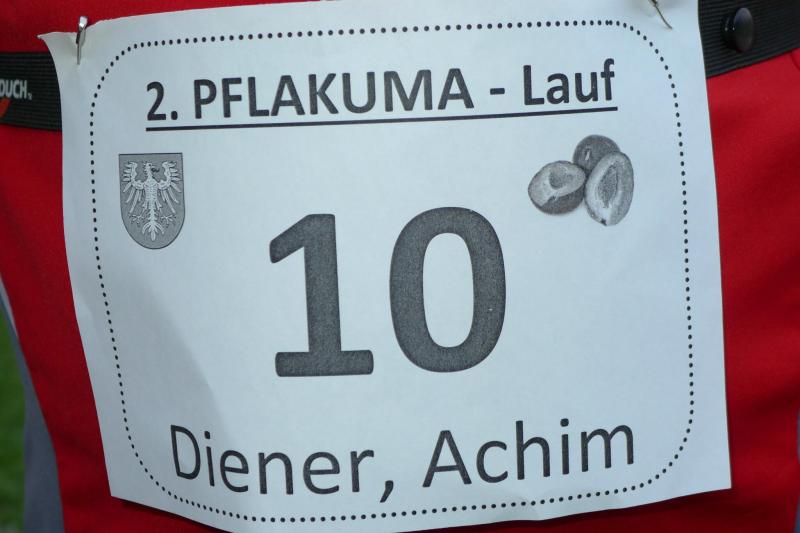 2. PFLAKUMA - Lauf
10
Diener, Achim